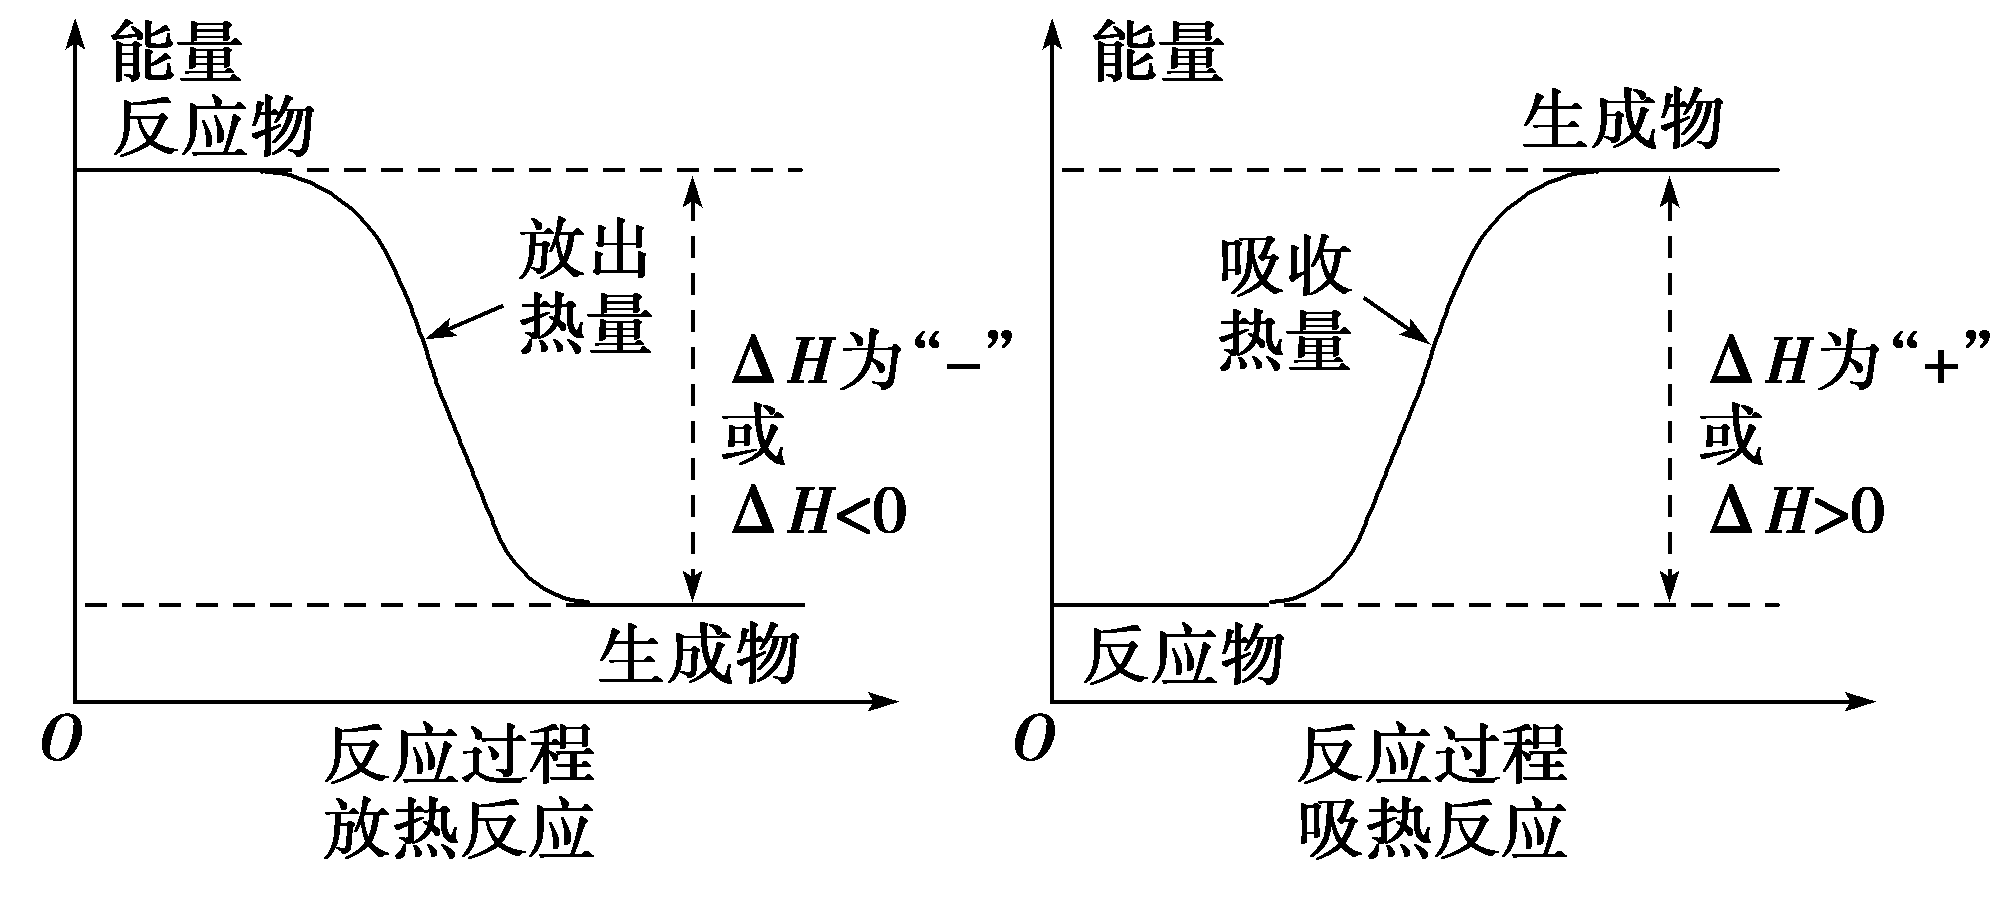 能量
反应物
放出
热量
ΔH为“−”
或
ΔH<0
生成物
O
反应过程
放热反应
能量
生成物
吸收
热量
ΔH为“+”
或
ΔH>0
反应物
O
反应过程
吸热反应